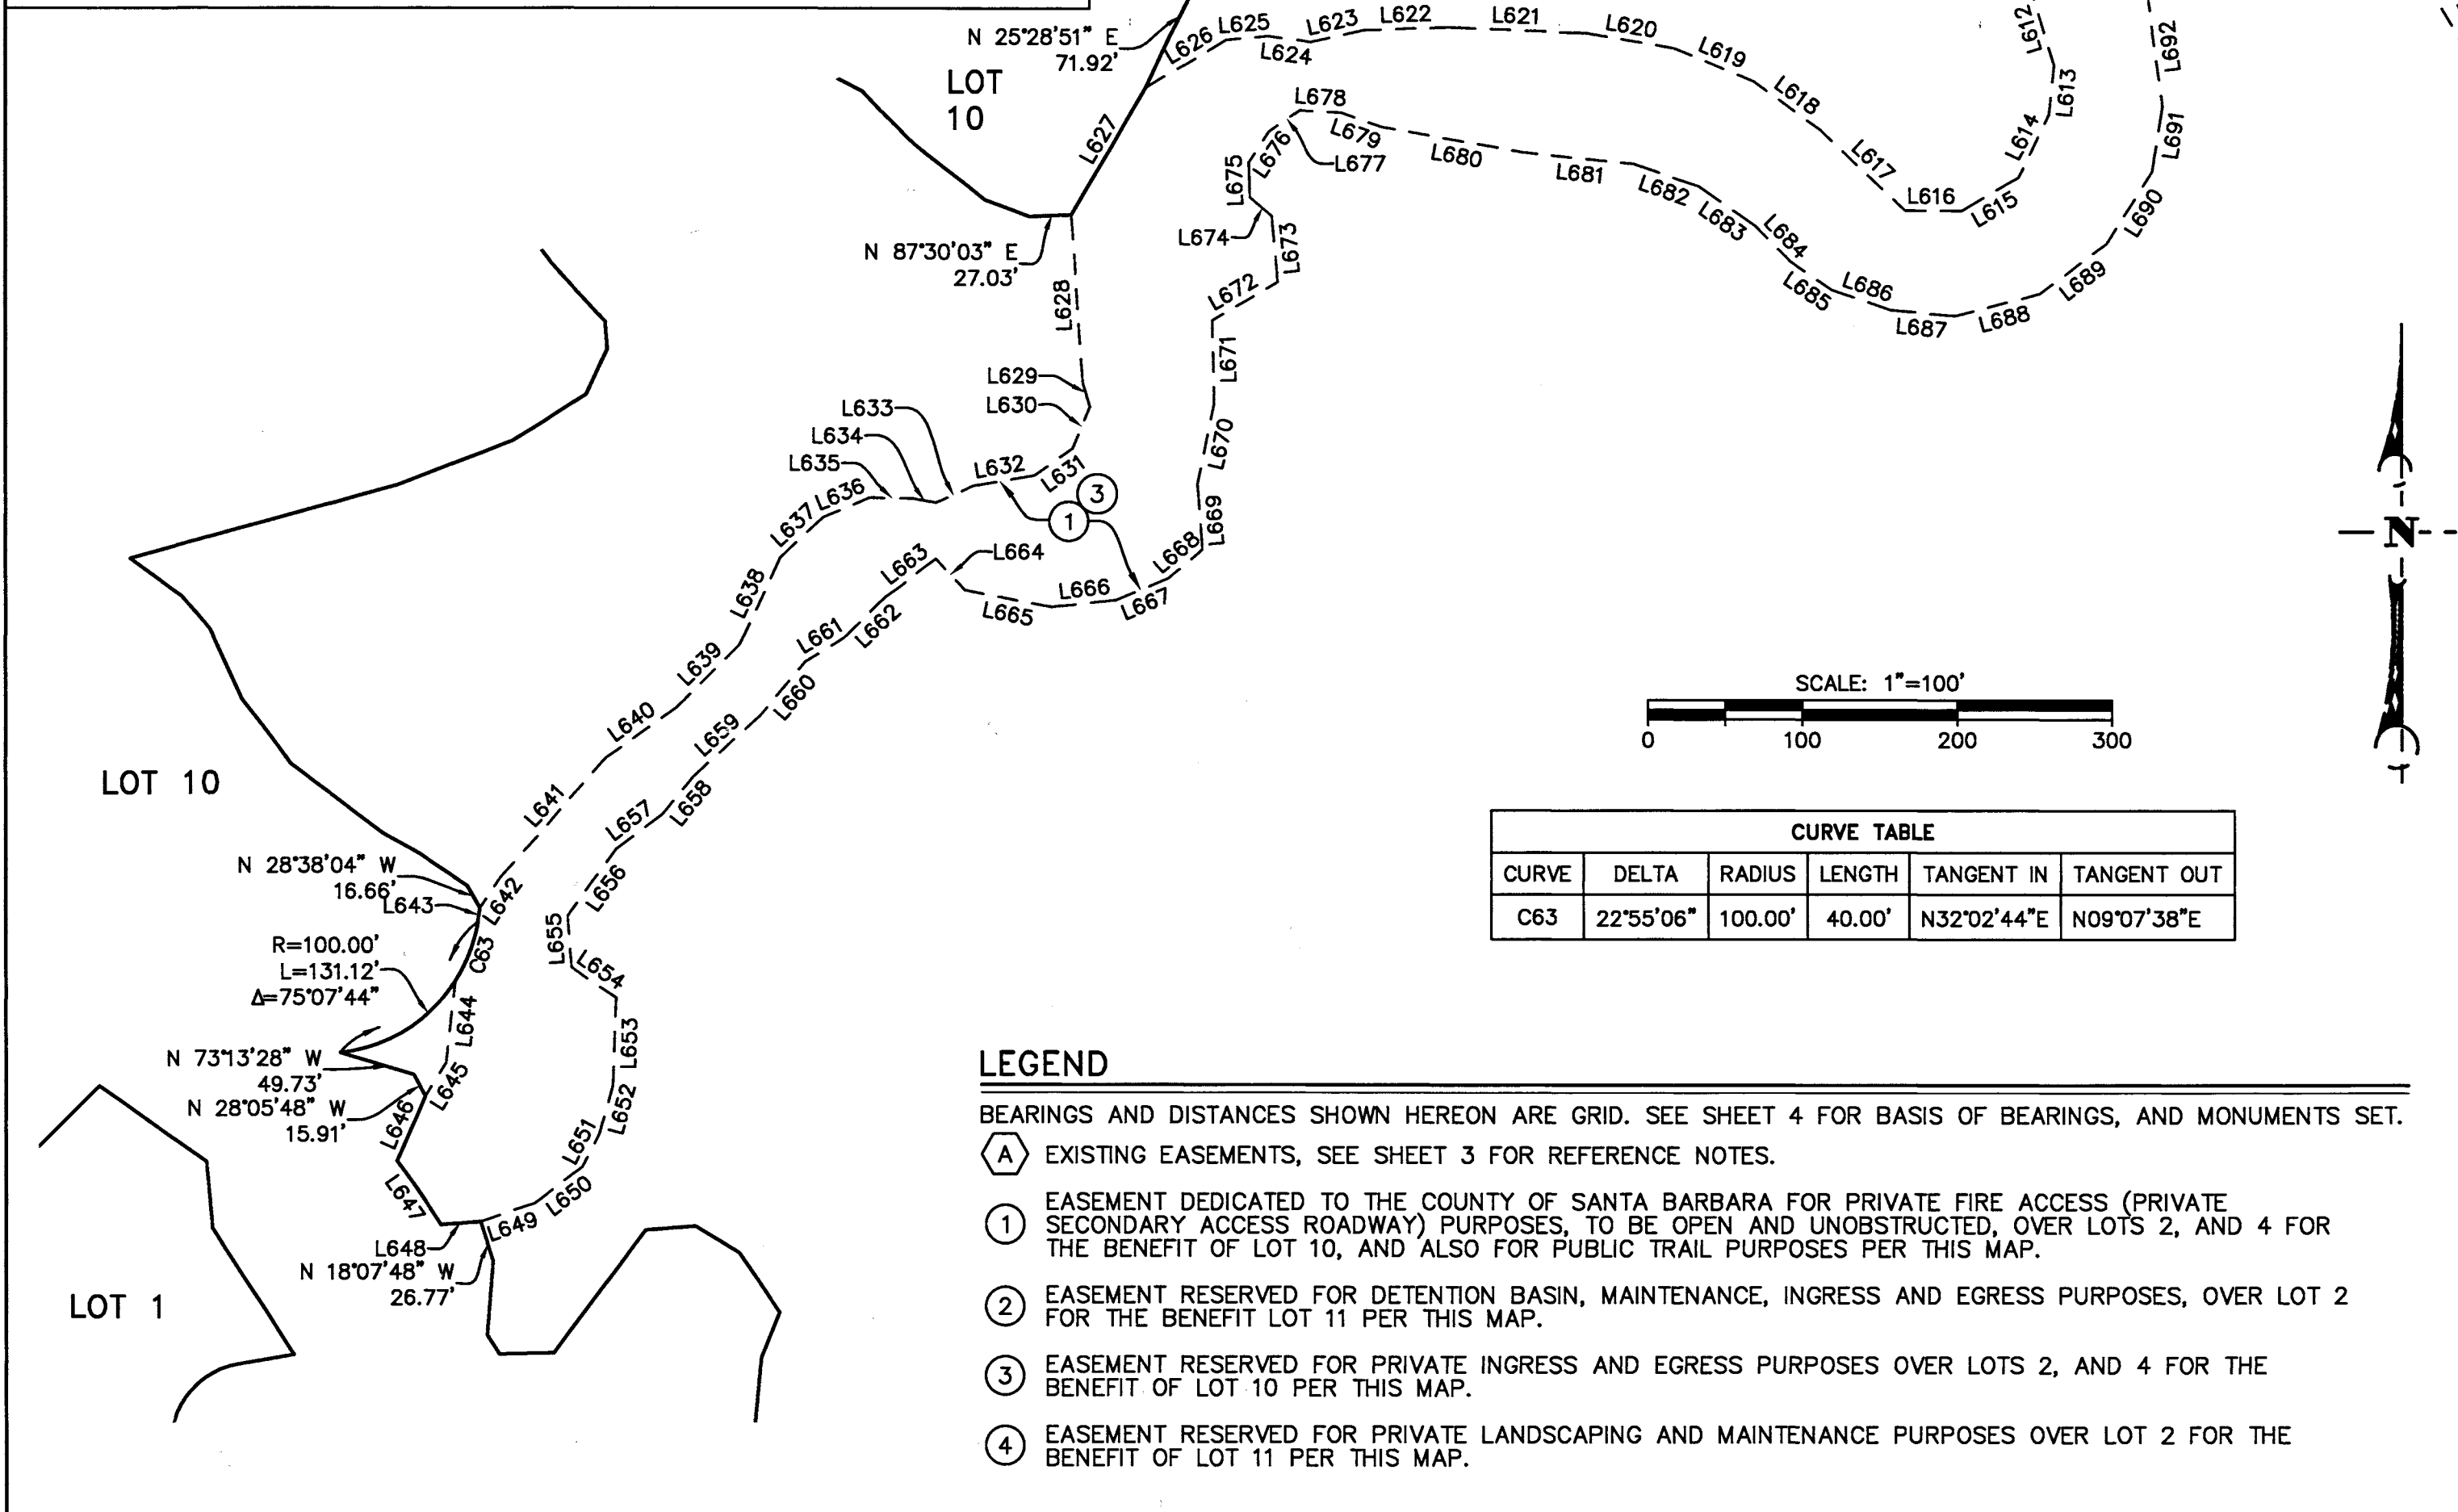 N 25°28'51" E
71.92'
LOT
10
L626
L625
L624
L623
L622
L621
L620
L619
L618
L617
L616
L615
L614
L613
L612
L692
L691
L690
L689
L688
L687
L686
L685
L684
L683
L682
L681
L680
L679
L678
L677
L676
L675
L674
L673
L672
L671
L670
L669
L668
L667
L666
L665
L664
L663
L662
L661
L660
L659
L658
L657
L656
L655
L654
L653
L652
L651
L650
L649
L627
N 87°30'03" E
27.03'
L628
L629
L630
L631
L632
L633
L634
L635
L636
L637
L638
L639
L640
L641
L642
3
1
LOT 10
N 28°38'04" W
16.66'
L643
R=100.00'
L=131.12'
Δ=75°07'44"
C63
L644
N 73°13'28" W
49.73'
N 28°05'48" W
15.91'
L645
L646
L647
L648
N 18°07'48" W
26.77'
LOT 1
N
SCALE: 1"=100'
0 100 200 300
CURVE TABLE
CURVE DELTA RADIUS LENGTH TANGENT IN TANGENT OUT
C63 22°55'06" 100.00' 40.00' N32°02'44"E N09°07'38"E
LEGEND
BEARINGS AND DISTANCES SHOWN HEREON ARE GRID. SEE SHEET 4 FOR BASIS OF BEARINGS, AND MONUMENTS SET.
A EXISTING EASEMENTS, SEE SHEET 3 FOR REFERENCE NOTES.
1 EASEMENT DEDICATED TO THE COUNTY OF SANTA BARBARA FOR PRIVATE FIRE ACCESS (PRIVATE
SECONDARY ACCESS ROADWAY) PURPOSES, TO BE OPEN AND UNOBSTRUCTED, OVER LOTS 2, AND 4 FOR
THE BENEFIT OF LOT 10, AND ALSO FOR PUBLIC TRAIL PURPOSES PER THIS MAP.
2 EASEMENT RESERVED FOR DETENTION BASIN, MAINTENANCE, INGRESS AND EGRESS PURPOSES, OVER LOT 2
FOR THE BENEFIT LOT 11 PER THIS MAP.
3 EASEMENT RESERVED FOR PRIVATE INGRESS AND EGRESS PURPOSES OVER LOTS 2, AND 4 FOR THE
BENEFIT OF LOT 10 PER THIS MAP.
4 EASEMENT RESERVED FOR PRIVATE LANDSCAPING AND MAINTENANCE PURPOSES OVER LOT 2 FOR THE
BENEFIT OF LOT 11 PER THIS MAP.